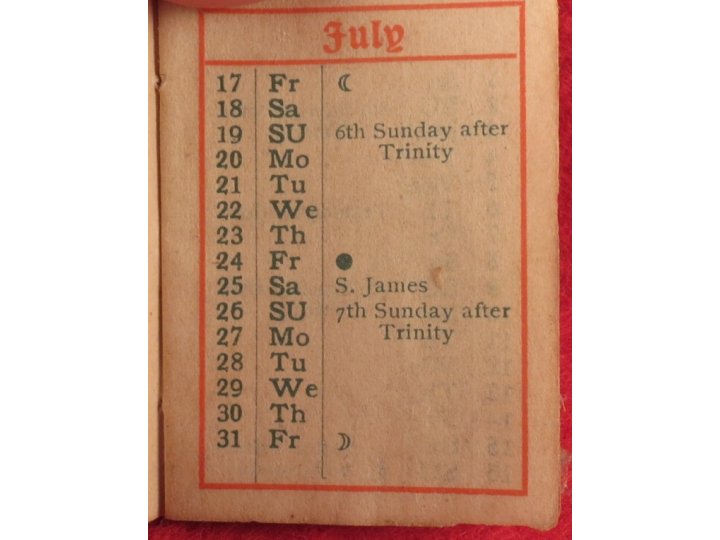 July
17 Fr ☾
18 Sa
19 SU 6th Sunday after
Trinity
20 Mo
21 Tu
22 We
23 Th
24 Fr ●
25 Sa S. James
26 SU 7th Sunday after
Trinity
27 Mo
28 Tu
29 We
30 Th
31 Fr ☽